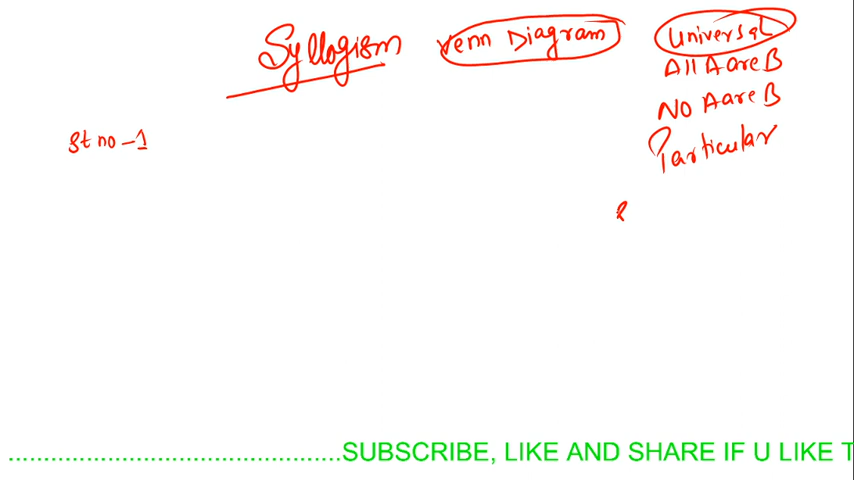 Syllogism Venn Diagram Universal
All A are B
No A are B
St no - 1
Particular
.............................................SUBSCRIBE, LIKE AND SHARE IF U LIKE T